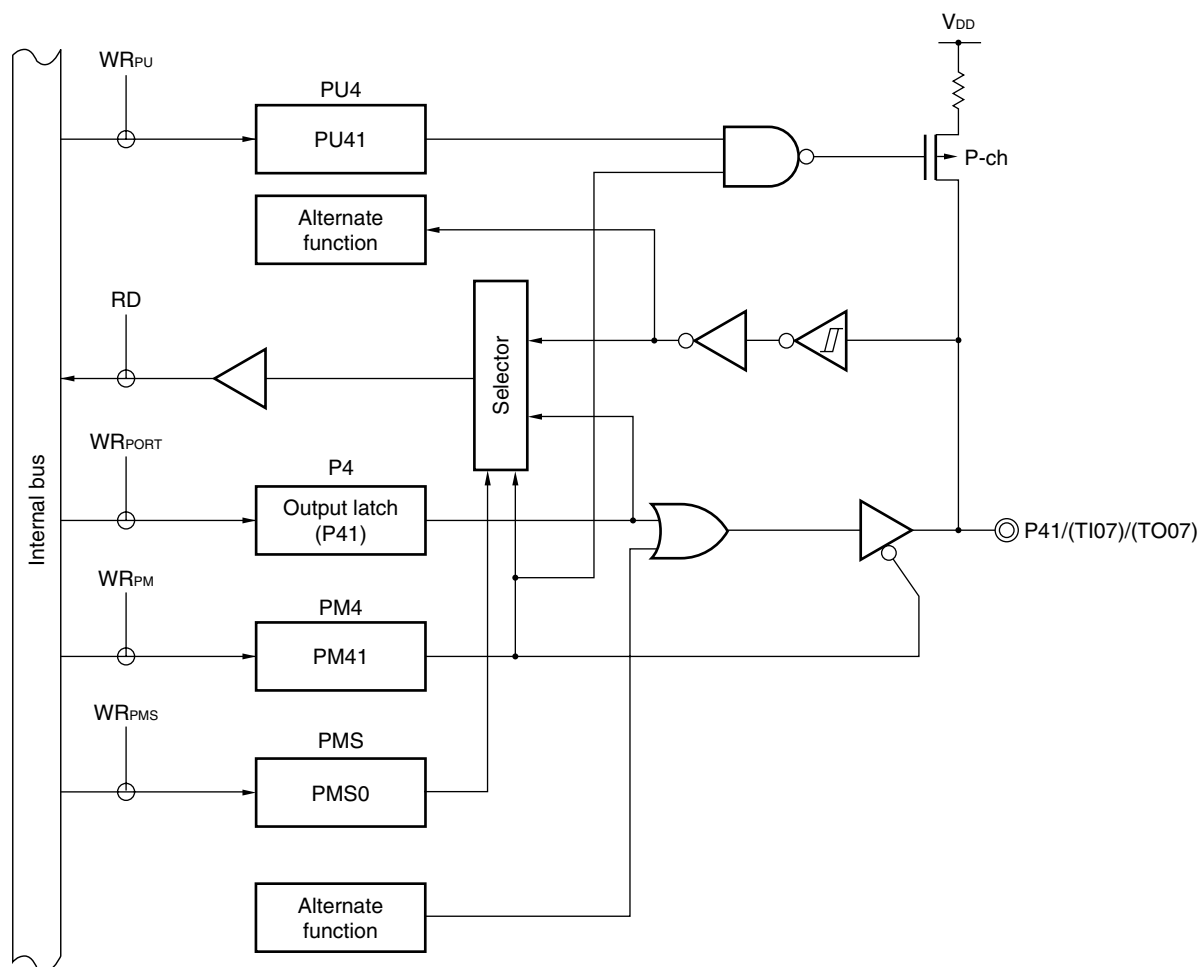 VDD
WRPU
PU4
PU41
P-ch
Alternate
function
RD
Selector
WRPORT
P4
Output latch
(P41)
P41/(TI07)/(TO07)
Internal bus
WRPM
PM4
PM41
WRPMS
PMS
PMS0
Alternate
function